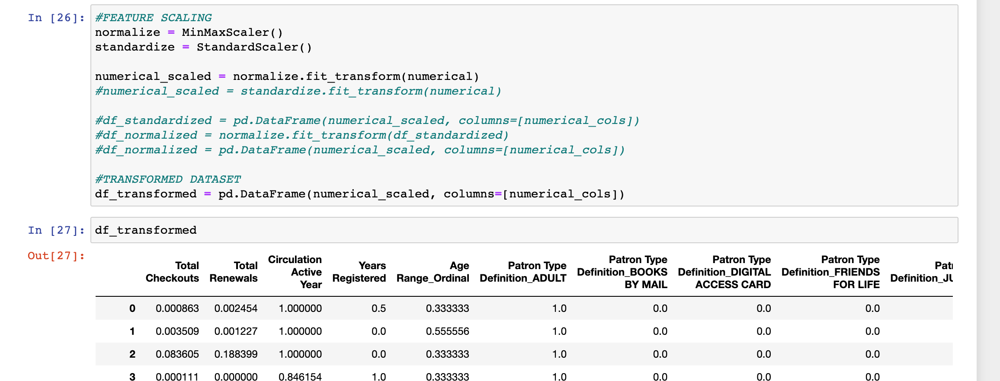 In [26]:
#FEATURE SCALING
normalize = MinMaxScaler()
standardize = StandardScaler()
numerical_scaled = normalize.fit_transform(numerical)
#numerical_scaled = standardize.fit_transform(numerical)
#df_standardized = pd.DataFrame(numerical_scaled, columns=[numerical_cols])
#df_normalized = normalize.fit_transform(df_standardized)
#df_normalized = pd.DataFrame(numerical_scaled, columns=[numerical_cols])
#TRANSFORMED DATASET
df_transformed = pd.DataFrame(numerical_scaled, columns=[numerical_cols])
In [27]:
df_transformed
Out[27]:
Total Checkouts
Total Renewals
Circulation Active Year
Years Registered
Age Range_Ordinal
Patron Type Definition_ADULT
Patron Type Definition_BOOKS BY MAIL
Patron Type Definition_DIGITAL ACCESS CARD
Patron Type Definition_FRIENDS FOR LIFE
Definition_JU
0 0.000863 0.002454 1.000000 0.5 0.333333 1.0 0.0 0.0 0.0
1 0.003509 0.001227 1.000000 0.0 0.555556 1.0 0.0 0.0 0.0
2 0.083605 0.188399 1.000000 0.0 0.333333 1.0 0.0 0.0 0.0
3 0.000111 0.000000 0.846154 1.0 0.333333 1.0 0.0 0.0 0.0